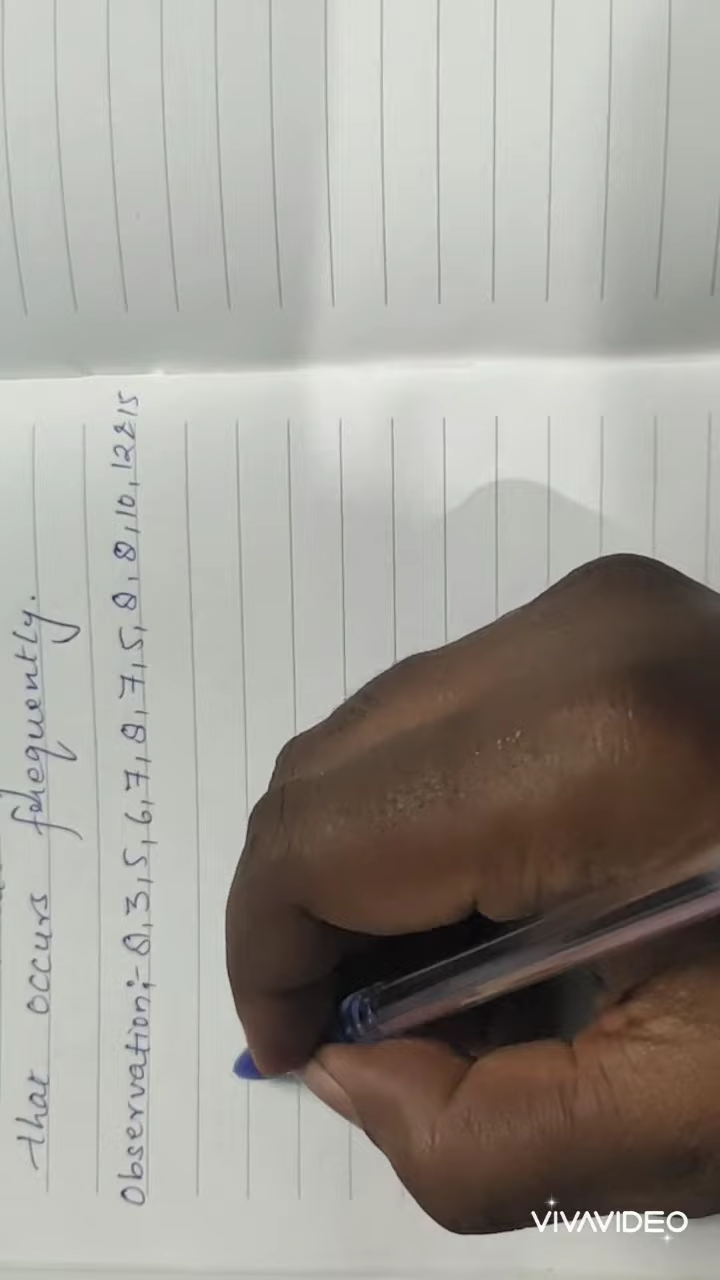 that occurs frequently.
Observation:- 8, 3, 5, 6, 7, 8, 7, 5, 8, 8, 10, 12 & 15
VIVAVIDEO